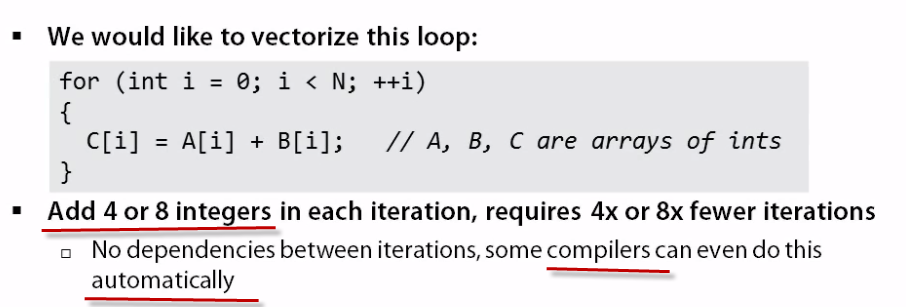 ▪ We would like to vectorize this loop:
for (int i = 0; i < N; ++i)
{
  C[i] = A[i] + B[i];   // A, B, C are arrays of ints
}
▪ Add 4 or 8 integers in each iteration, requires 4x or 8x fewer iterations
▫ No dependencies between iterations, some compilers can even do this
automatically